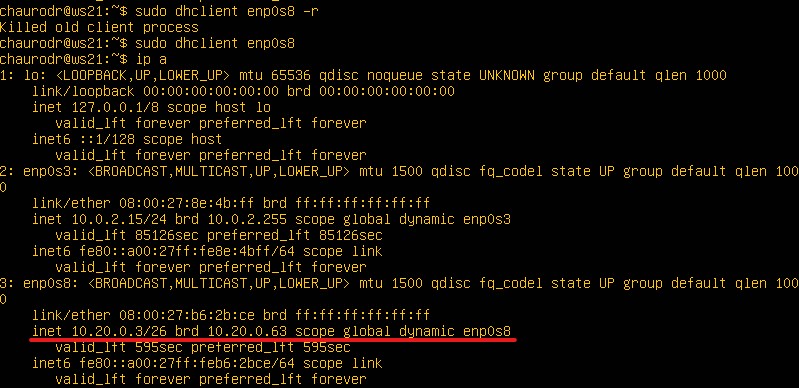 chaurodr@ws21:~$ sudo dhclient enp0s8 -r
Killed old client process
chaurodr@ws21:~$ sudo dhclient enp0s8
chaurodr@ws21:~$ ip a
1: lo: <LOOPBACK,UP,LOWER_UP> mtu 65536 qdisc noqueue state UNKNOWN group default qlen 1000
    link/loopback 00:00:00:00:00:00 brd 00:00:00:00:00:00
    inet 127.0.0.1/8 scope host lo
       valid_lft forever preferred_lft forever
    inet6 ::1/128 scope host
       valid_lft forever preferred_lft forever
2: enp0s3: <BROADCAST,MULTICAST,UP,LOWER_UP> mtu 1500 qdisc fq_codel state UP group default qlen 100
0
    link/ether 08:00:27:8e:4b:ff brd ff:ff:ff:ff:ff:ff
    inet 10.0.2.15/24 brd 10.0.2.255 scope global dynamic enp0s3
       valid_lft 85126sec preferred_lft 85126sec
    inet6 fe80::a00:27ff:fe8e:4bff/64 scope link
       valid_lft forever preferred_lft forever
3: enp0s8: <BROADCAST,MULTICAST,UP,LOWER_UP> mtu 1500 qdisc fq_codel state UP group default qlen 100
0
    link/ether 08:00:27:b6:2b:ce brd ff:ff:ff:ff:ff:ff
    inet 10.20.0.3/26 brd 10.20.0.63 scope global dynamic enp0s8
       valid_lft 595sec preferred_lft 595sec
    inet6 fe80::a00:27ff:feb6:2bce/64 scope link
       valid_lft forever preferred_lft forever